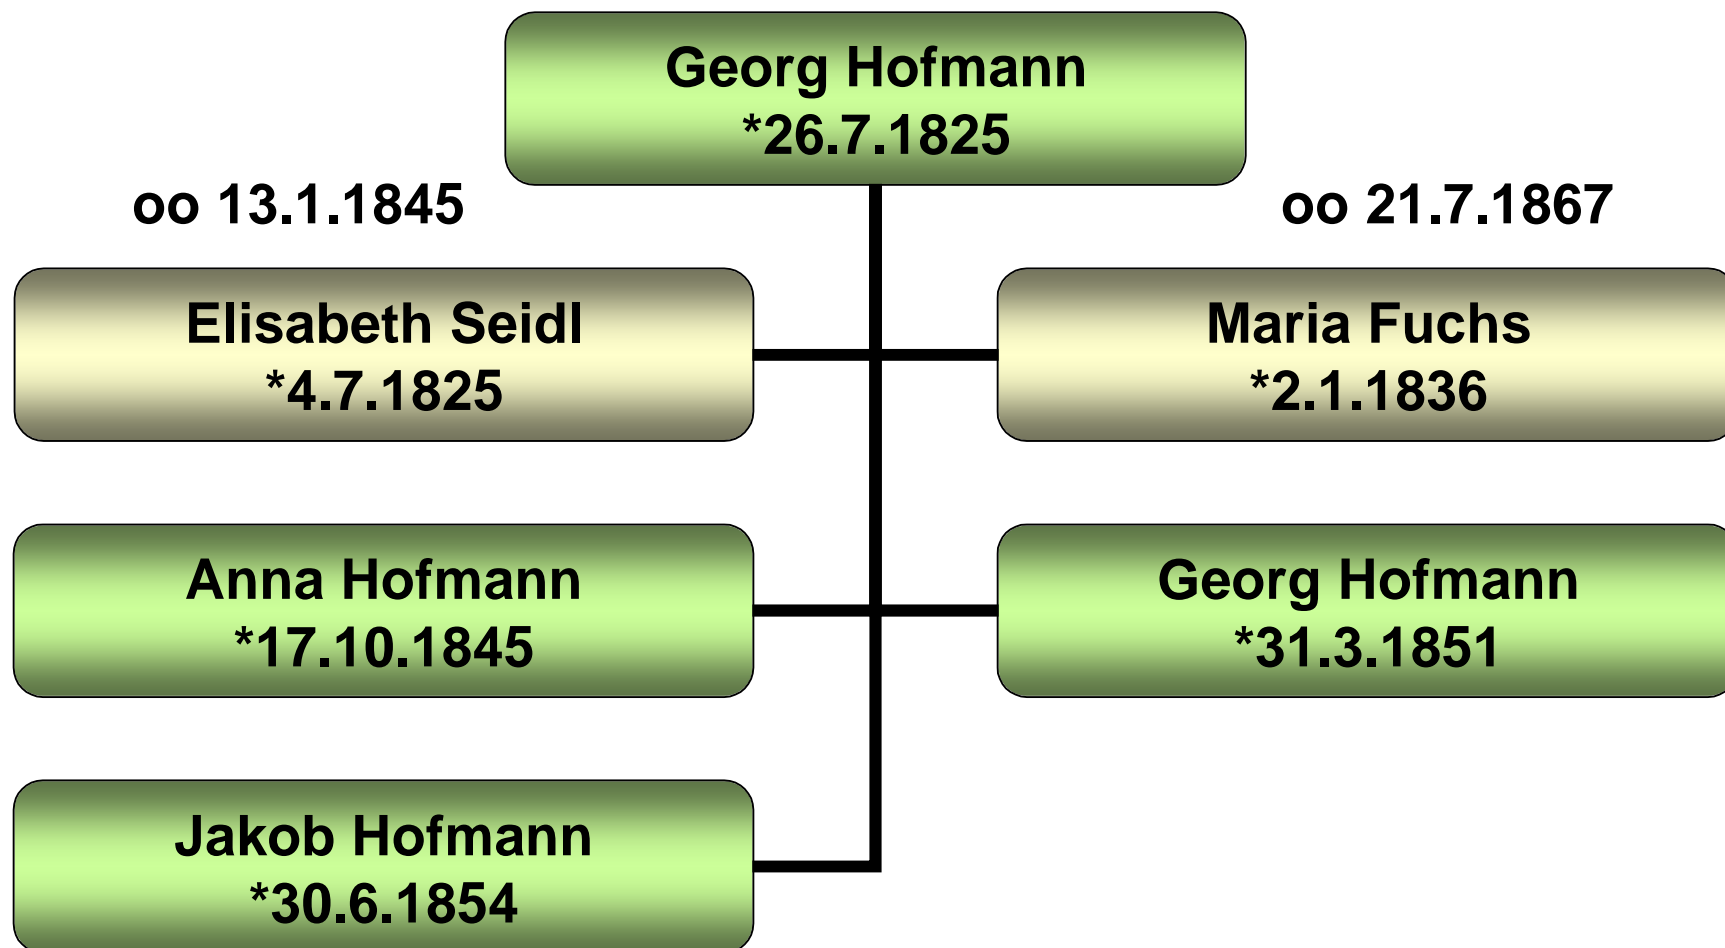 Georg Hofmann
*26.7.1825
oo 13.1.1845
oo 21.7.1867
Elisabeth Seidl
*4.7.1825
Maria Fuchs
*2.1.1836
Anna Hofmann
*17.10.1845
Georg Hofmann
*31.3.1851
Jakob Hofmann
*30.6.1854